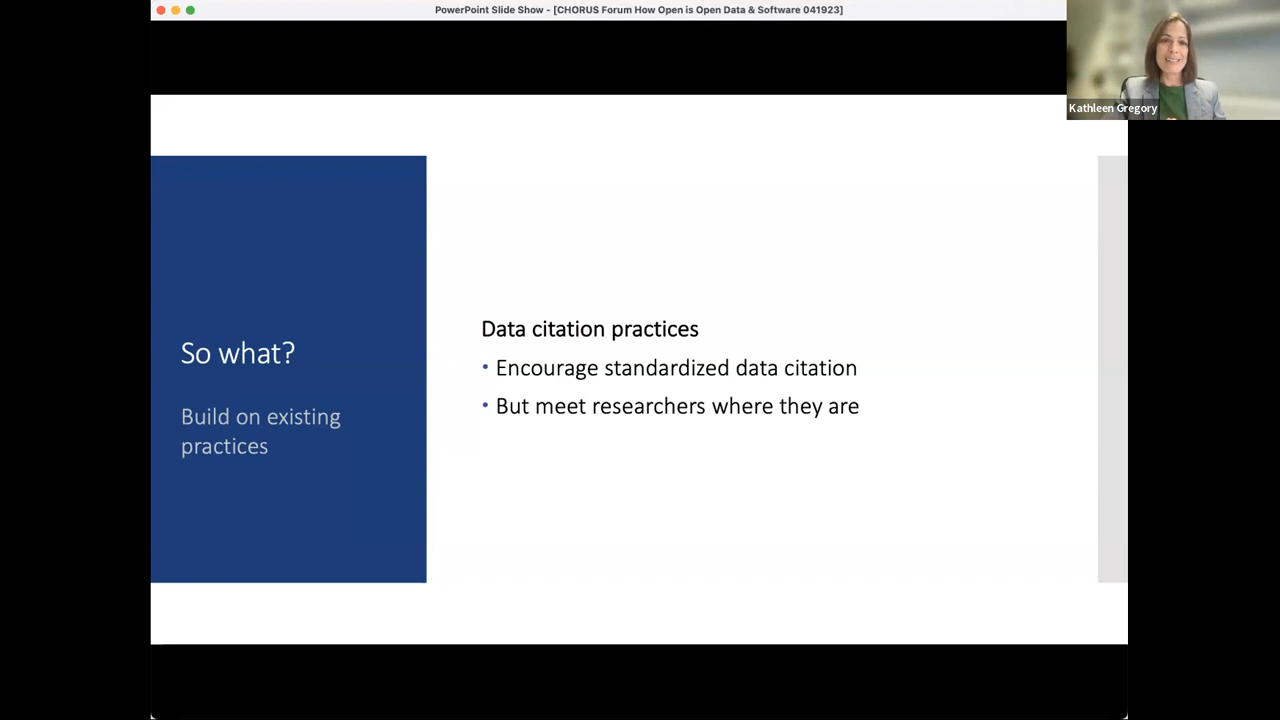 PowerPoint Slide Show - [CHORUS Forum How Open is Open Data & Software 041923]
Kathleen Gregory
So what?
Build on existing
practices
Data citation practices
• Encourage standardized data citation
• But meet researchers where they are